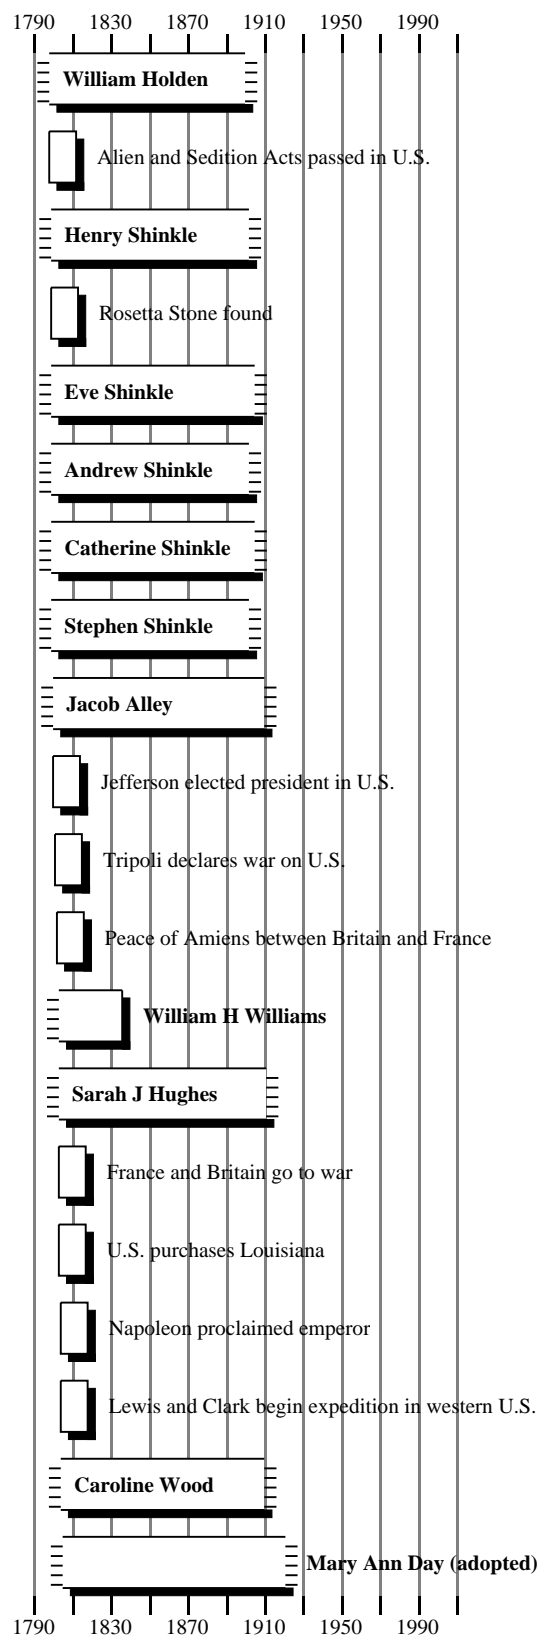 1790 1830 1870 1910 1950 1990
William Holden
Alien and Sedition Acts passed in U.S.
Henry Shinkle
Rosetta Stone found
Eve Shinkle
Andrew Shinkle
Catherine Shinkle
Stephen Shinkle
Jacob Alley
Jefferson elected president in U.S.
Tripoli declares war on U.S.
Peace of Amiens between Britain and France
William H Williams
Sarah J Hughes
France and Britain go to war
U.S. purchases Louisiana
Napoleon proclaimed emperor
Lewis and Clark begin expedition in western U.S.
Caroline Wood
Mary Ann Day (adopted)
1790 1830 1870 1910 1950 1990